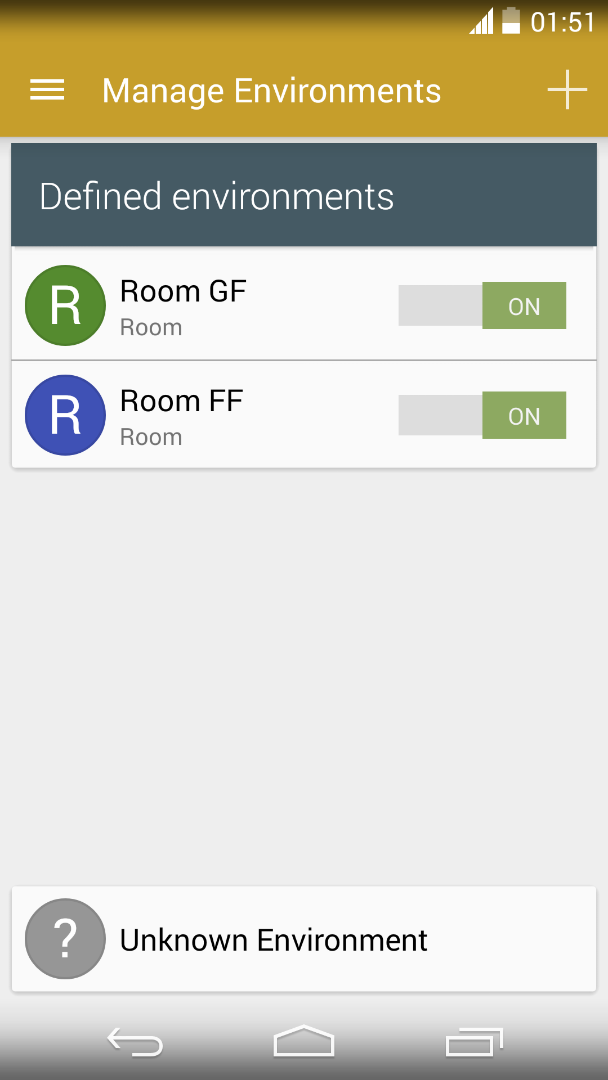 01:51
Manage Environments
Defined environments
R
Room GF
Room
ON
R
Room FF
Room
ON
?
Unknown Environment